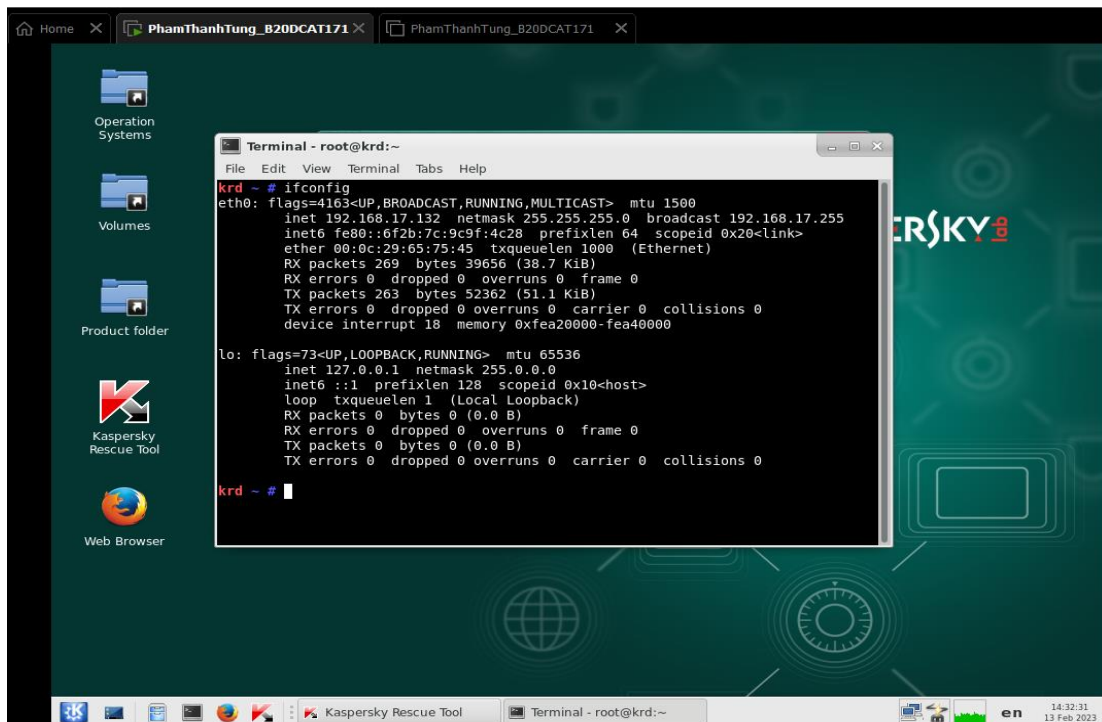 Home
PhamThanhTung_B20DCAT171
PhamThanhTung_B20DCAT171
Operation
Systems
Volumes
Product folder
Kaspersky
Rescue Tool
Web Browser
Terminal - root@krd:~
File Edit View Terminal Tabs Help
krd ~ # ifconfig
eth0: flags=4163<UP,BROADCAST,RUNNING,MULTICAST> mtu 1500
inet 192.168.17.132 netmask 255.255.255.0 broadcast 192.168.17.255
inet6 fe80::6f2b:7c:9c9f:4c28 prefixlen 64 scopeid 0x20<link>
ether 00:0c:29:65:75:45 txqueuelen 1000 (Ethernet)
RX packets 269 bytes 39656 (38.7 KiB)
RX errors 0 dropped 0 overruns 0 frame 0
TX packets 263 bytes 52362 (51.1 KiB)
TX errors 0 dropped 0 overruns 0 carrier 0 collisions 0
device interrupt 18 memory 0xfea20000-fea40000
lo: flags=73<UP,LOOPBACK,RUNNING> mtu 65536
inet 127.0.0.1 netmask 255.0.0.0
inet6 ::1 prefixlen 128 scopeid 0x10<host>
loop txqueuelen 1 (Local Loopback)
RX packets 0 bytes 0 (0.0 B)
RX errors 0 dropped 0 overruns 0 frame 0
TX packets 0 bytes 0 (0.0 B)
TX errors 0 dropped 0 overruns 0 carrier 0 collisions 0
krd ~ #
ERSKY lab
Kaspersky Rescue Tool
Terminal - root@krd:~
en
14:32:31
13 Feb 2023